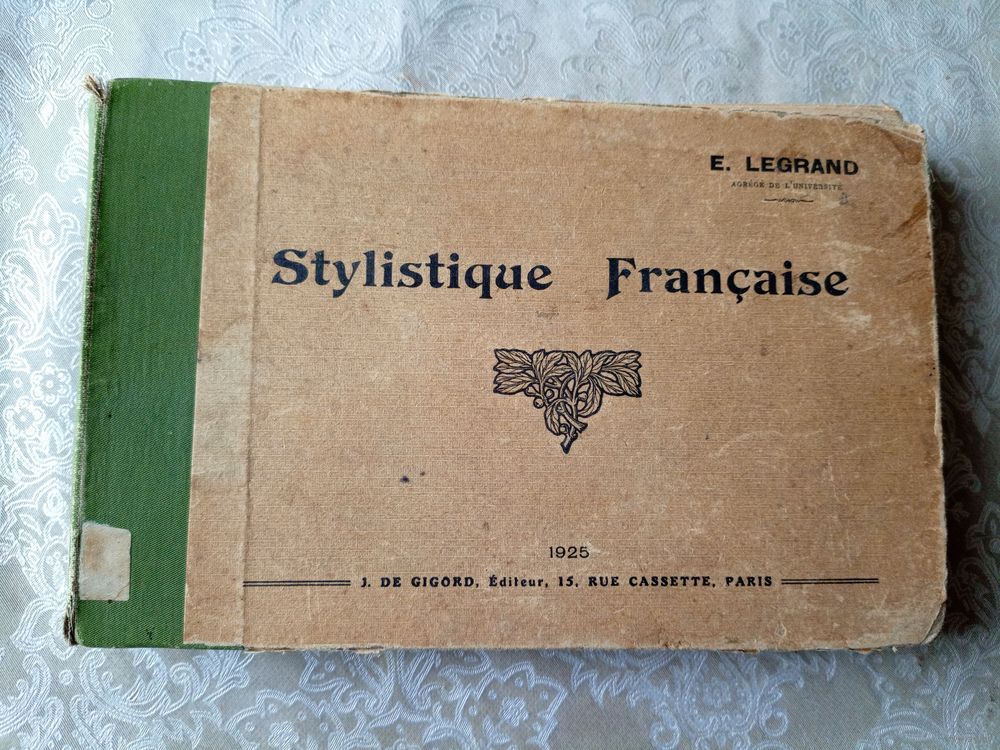 E. LEGRAND
AGRÉGÉ DE L'UNIVERSITÉ
Stylistique Française
1925
J. DE GIGORD, Éditeur, 15, RUE CASSETTE, PARIS